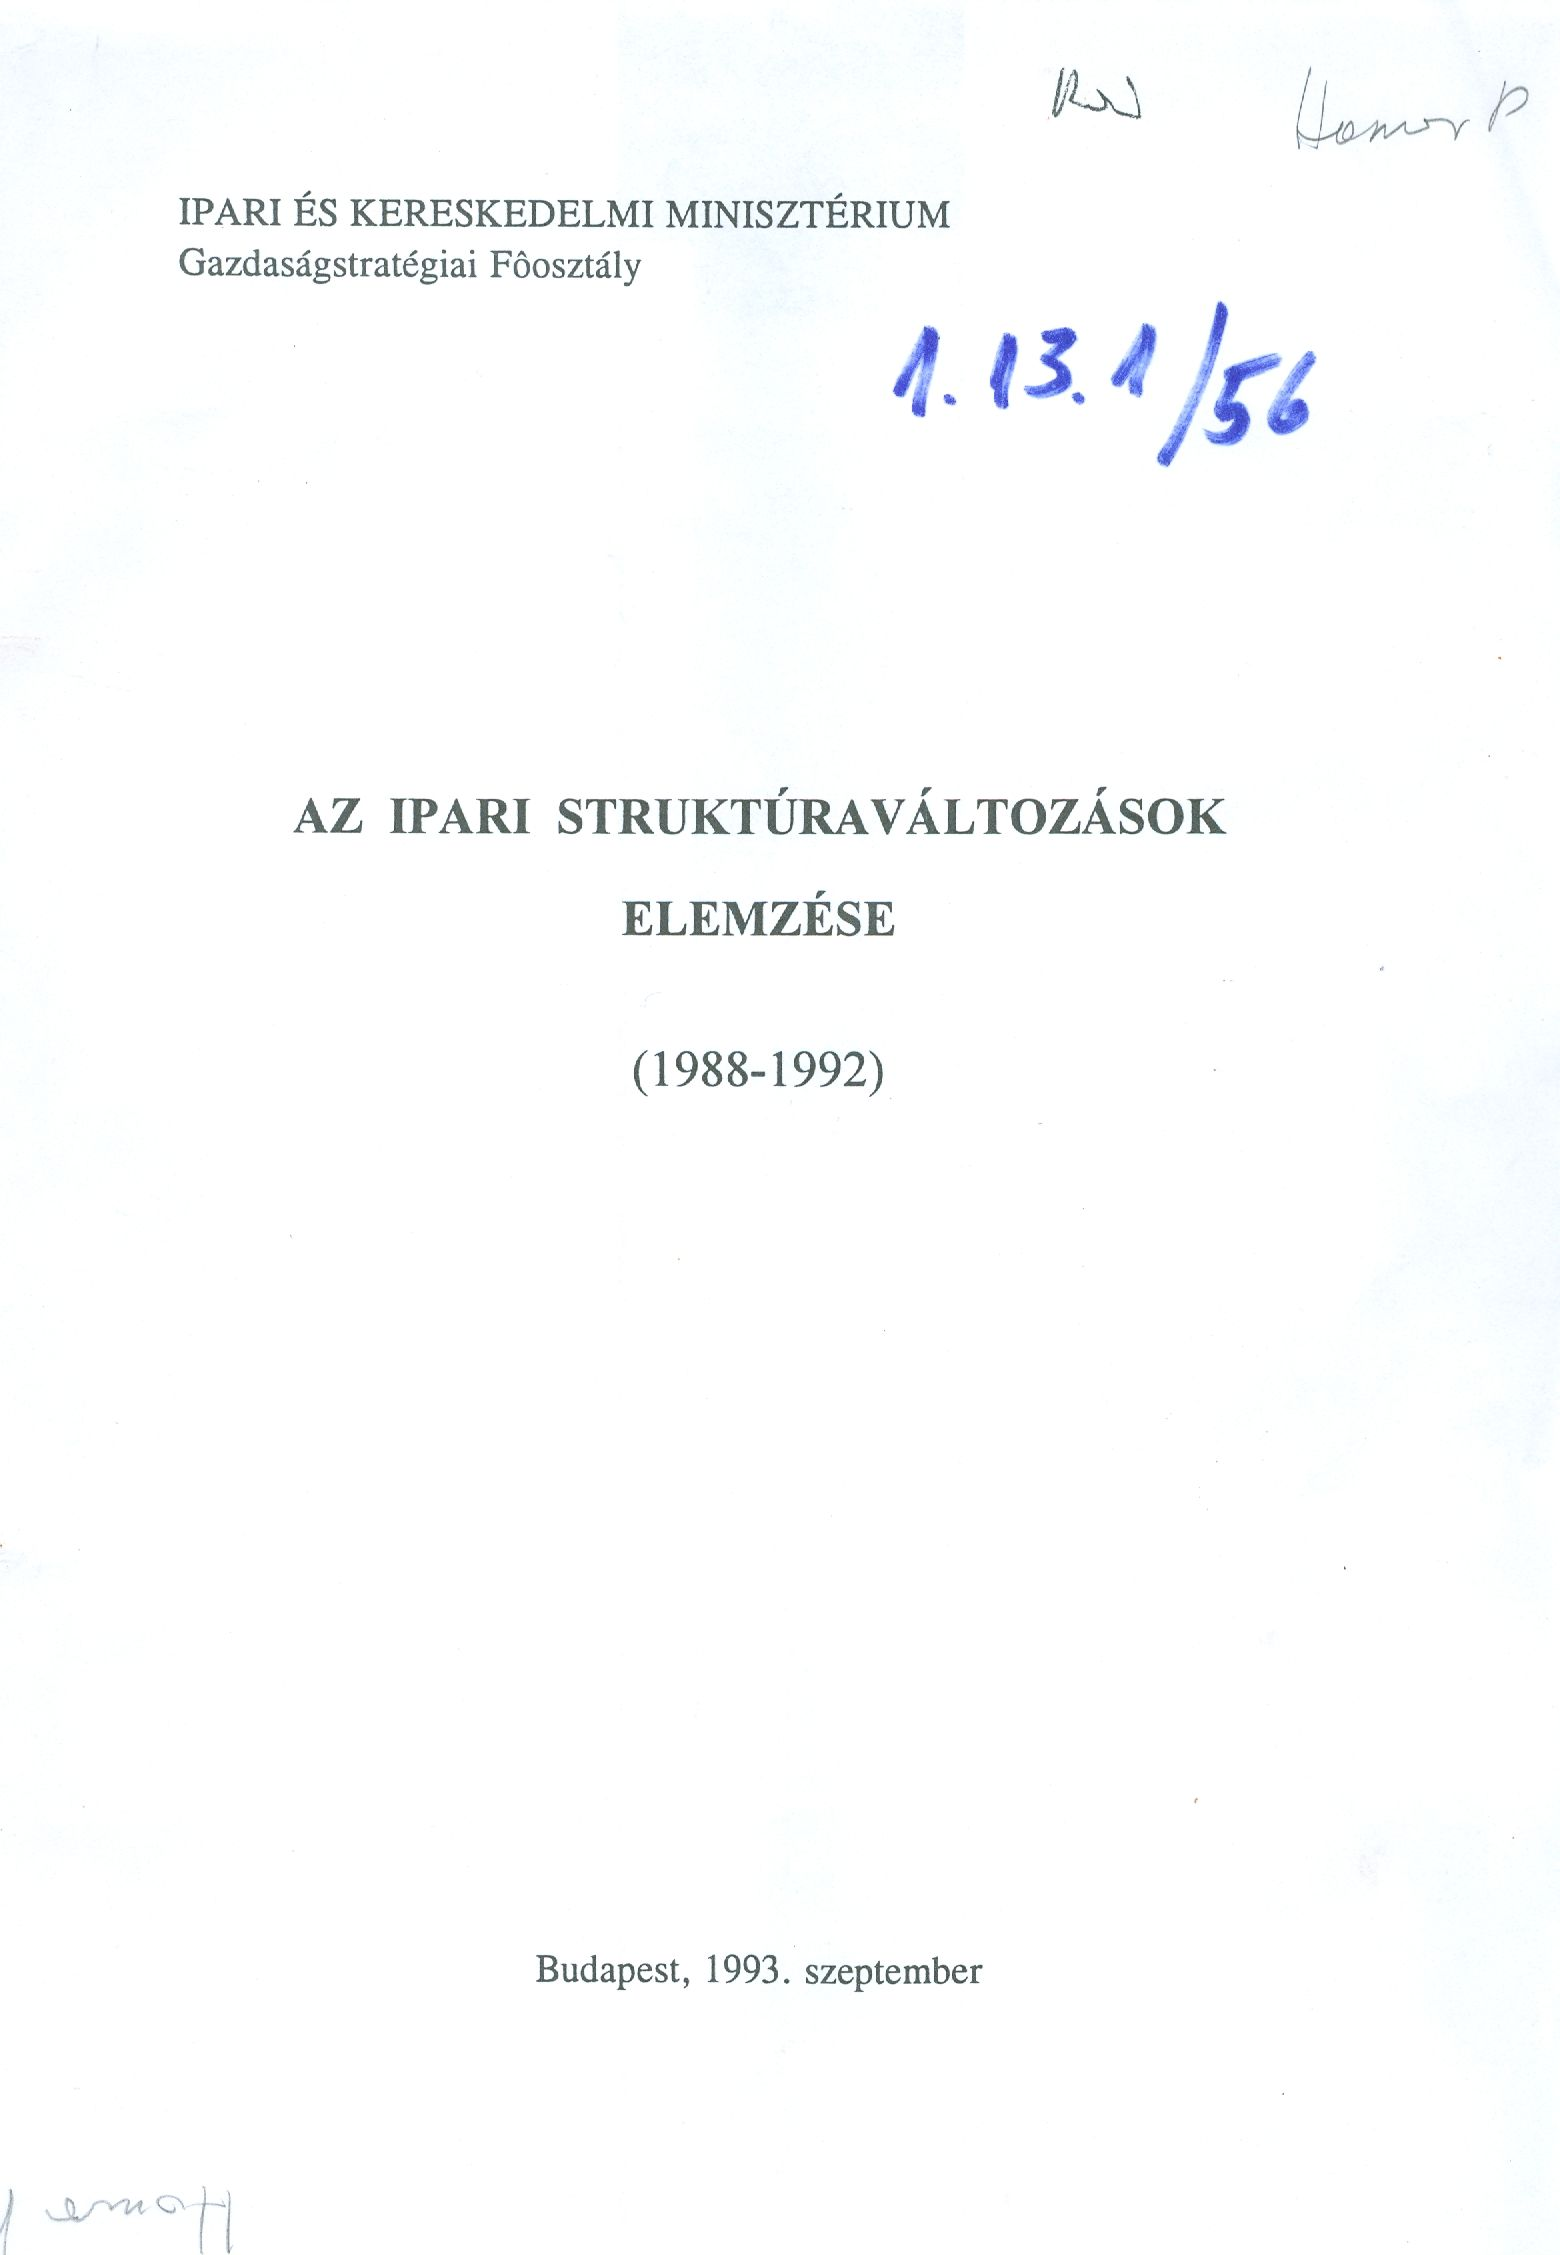 IPARI ÉS KERESKEDELMI MINISZTÉRIUM
Gazdaságstratégiai Fôosztály
1. 13. 1/56
AZ IPARI STRUKTÚRAVÁLTOZÁSOK
ELEMZÉSE
(1988-1992)
Budapest, 1993. szeptember